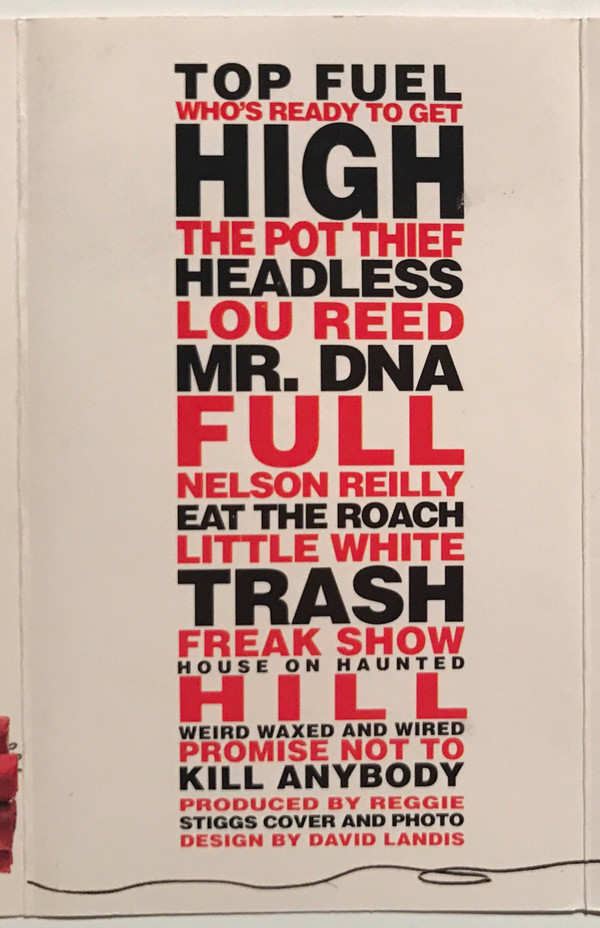 TOP FUEL
WHO'S READY TO GET
HIGH
THE POT THIEF
HEADLESS
LOU REED
MR. DNA
FULL
NELSON REILLY
EAT THE ROACH
LITTLE WHITE
TRASH
FREAK SHOW
HOUSE ON HAUNTED
HILL
WEIRD WAXED AND WIRED
PROMISE NOT TO
KILL ANYBODY
PRODUCED BY REGGIE
STIGGS COVER AND PHOTO
DESIGN BY DAVID LANDIS